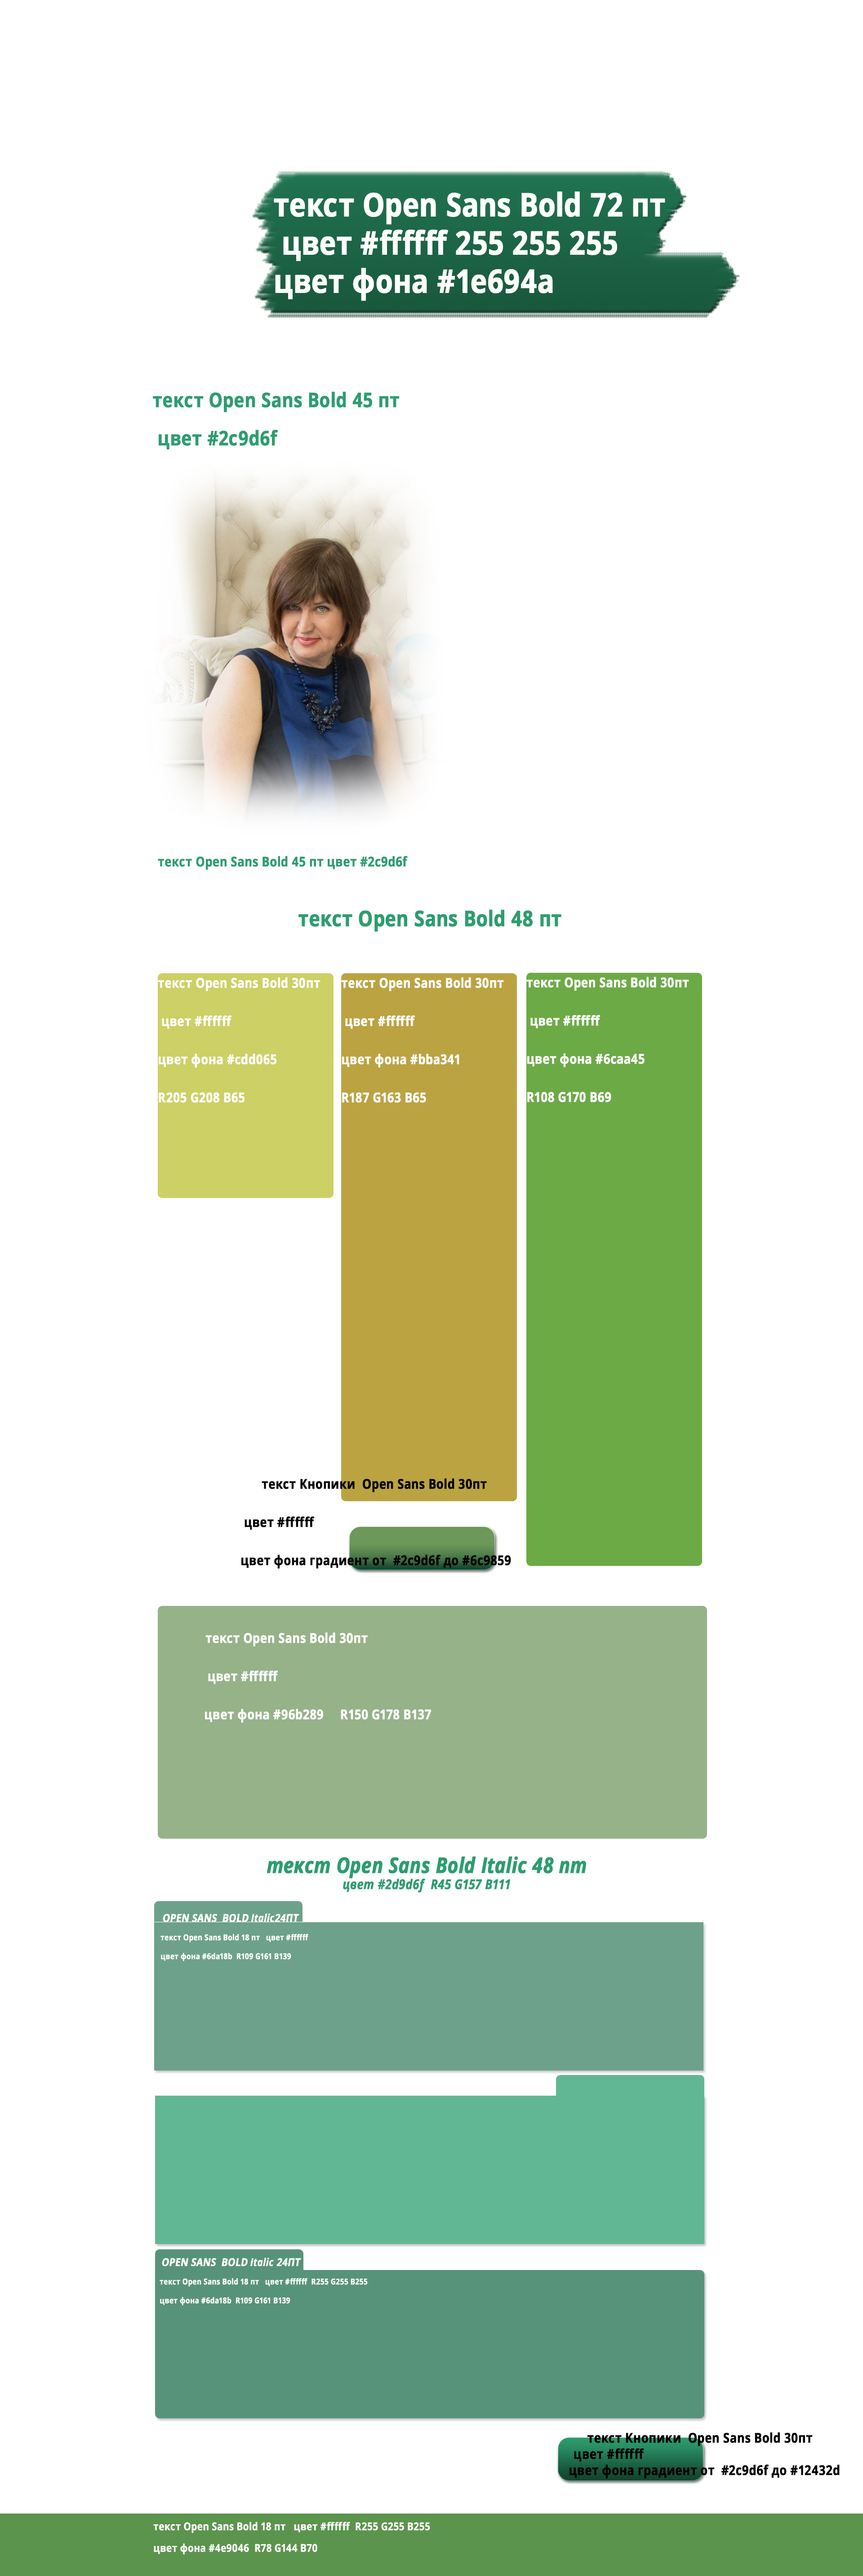 текст Open Sans Bold 72 пт
цвет #ffffff 255 255 255
цвет фона #1e694a
текст Open Sans Bold 45 пт
цвет #2c9d6f
текст Open Sans Bold 45 пт цвет #2c9d6f
текст Open Sans Bold 48 пт
текст Open Sans Bold 30пт
цвет #ffffff
цвет фона #cdd065
R205 G208 B65
текст Open Sans Bold 30пт
цвет #ffffff
цвет фона #bba341
R187 G163 B65
текст Open Sans Bold 30пт
цвет #ffffff
цвет фона #6caa45
R108 G170 B69
текст Кнопики Open Sans Bold 30пт
цвет #ffffff
цвет фона градиент от #2c9d6f до #6c9859
текст Open Sans Bold 30пт
цвет #ffffff
цвет фона #96b289 R150 G178 B137
текст Open Sans Bold Italic 48 пт
цвет #2d9d6f R45 G157 B111
OPEN SANS BOLD Italic24ПТ
текст Open Sans Bold 18 пт цвет #ffffff
цвет фона #6da18b R109 G161 B139
OPEN SANS BOLD Italic 24ПТ
текст Open Sans Bold 18 пт цвет #ffffff R255 G255 B255
цвет фона #6da18b R109 G161 B139
текст Кнопики Open Sans Bold 30пт
цвет #ffffff
цвет фона градиент от #2c9d6f до #12432d
текст Open Sans Bold 18 пт цвет #ffffff R255 G255 B255
цвет фона #4e9046 R78 G144 B70